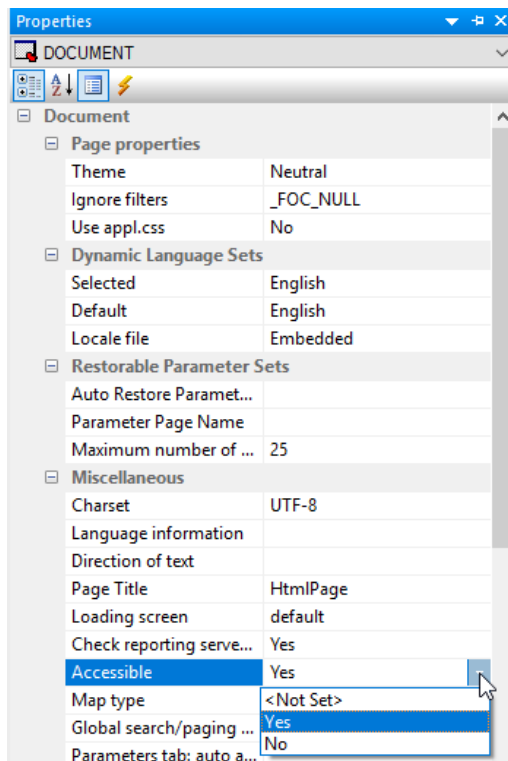 Properties
DOCUMENT
Document
Page properties
Theme Neutral
Ignore filters _FOC_NULL
Use appl.css No
Dynamic Language Sets
Selected English
Default English
Locale file Embedded
Restorable Parameter Sets
Auto Restore Paramet...
Parameter Page Name
Maximum number of ... 25
Miscellaneous
Charset UTF-8
Language information
Direction of text
Page Title HtmlPage
Loading screen default
Check reporting serve... Yes
Accessible Yes
Map type <Not Set>
Global search/paging ... Yes
Parameters tab: auto a... No